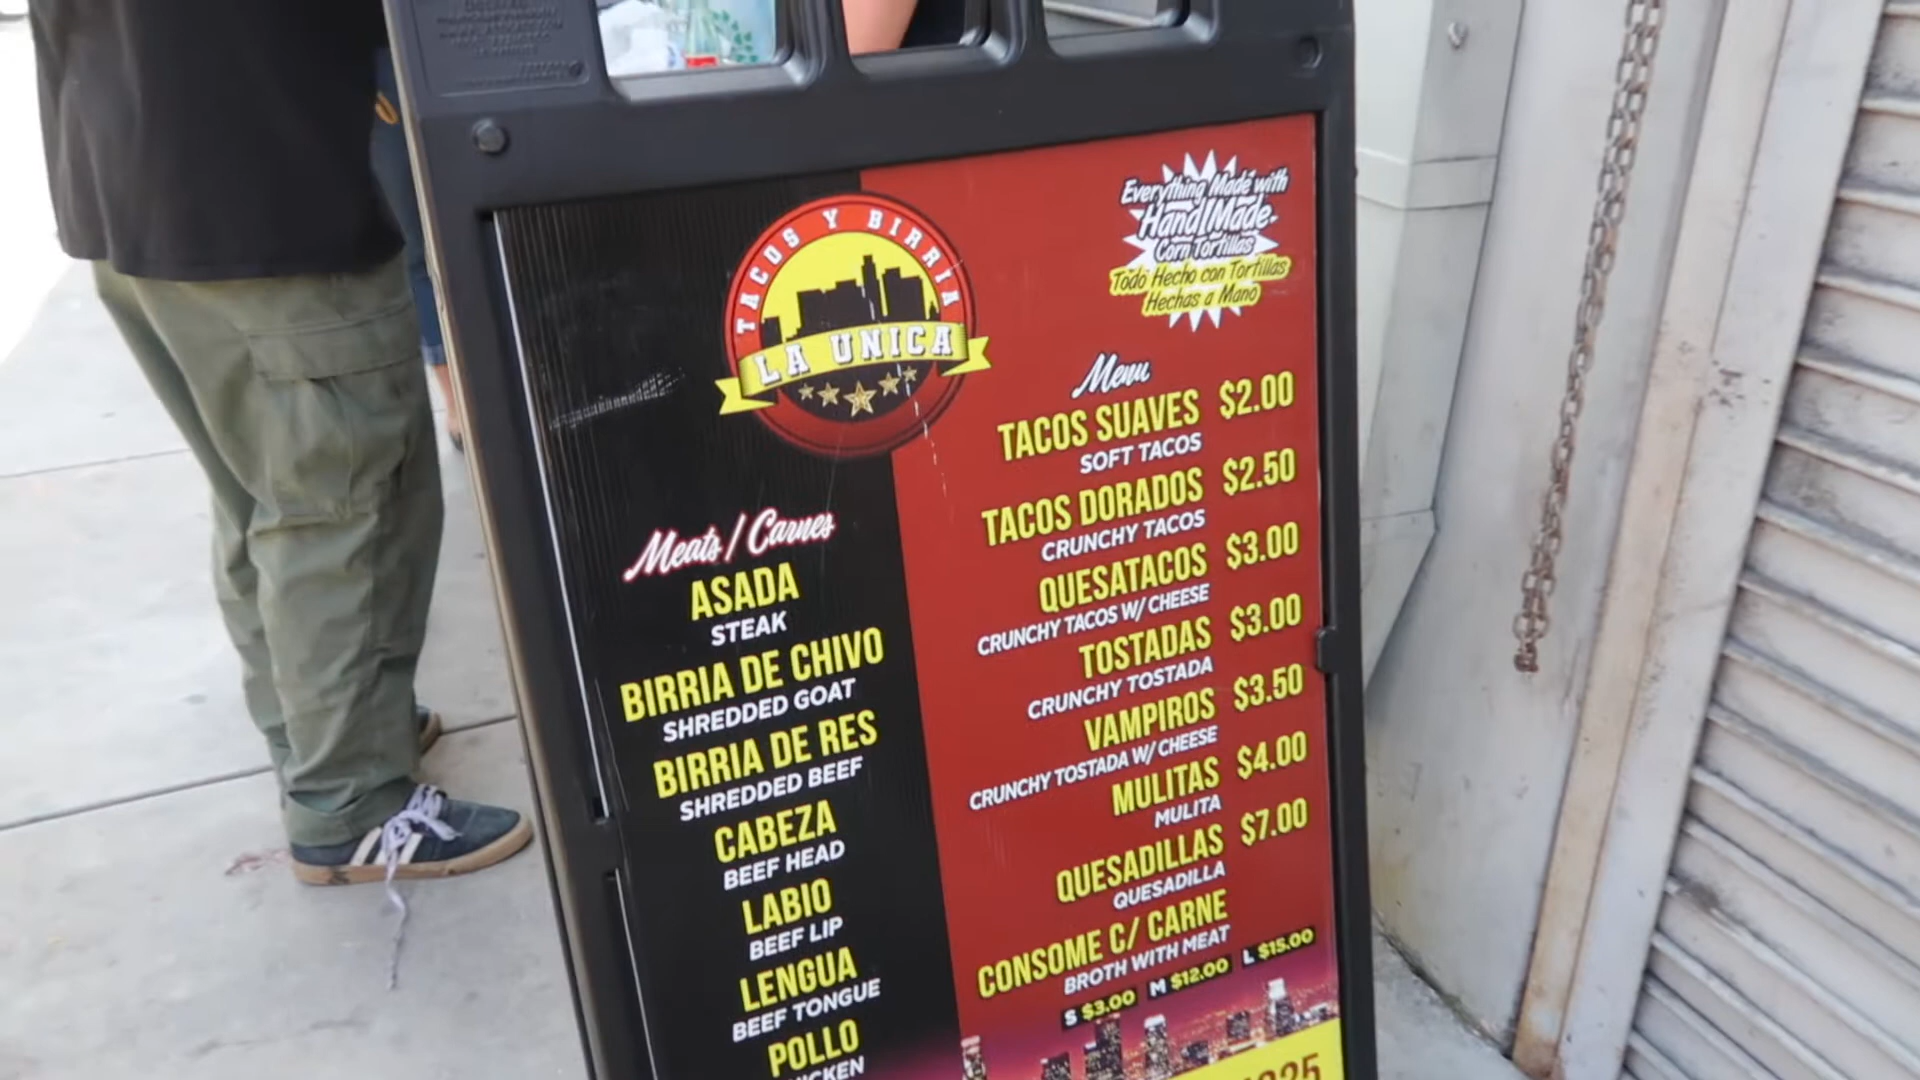 TACOS Y BIRRIA
LA UNICA
Everything Made with
Hand Made
Corn Tortillas
Todo Hecho con Tortillas
Hechas a Mano
Meats / Carnes
ASADA
STEAK
BIRRIA DE CHIVO
SHREDDED GOAT
BIRRIA DE RES
SHREDDED BEEF
CABEZA
BEEF HEAD
LABIO
BEEF LIP
LENGUA
BEEF TONGUE
POLLO
Menu
TACOS SUAVES $2.00
SOFT TACOS
TACOS DORADOS $2.50
CRUNCHY TACOS
QUESATACOS $3.00
CRUNCHY TACOS W/ CHEESE
TOSTADAS $3.00
CRUNCHY TOSTADA
VAMPIROS $3.50
CRUNCHY TOSTADA W/ CHEESE
MULITAS $4.00
MULITA
QUESADILLAS $7.00
QUESADILLA
CONSOME C/ CARNE
BROTH WITH MEAT
S $3.00 M $12.00 L $15.00